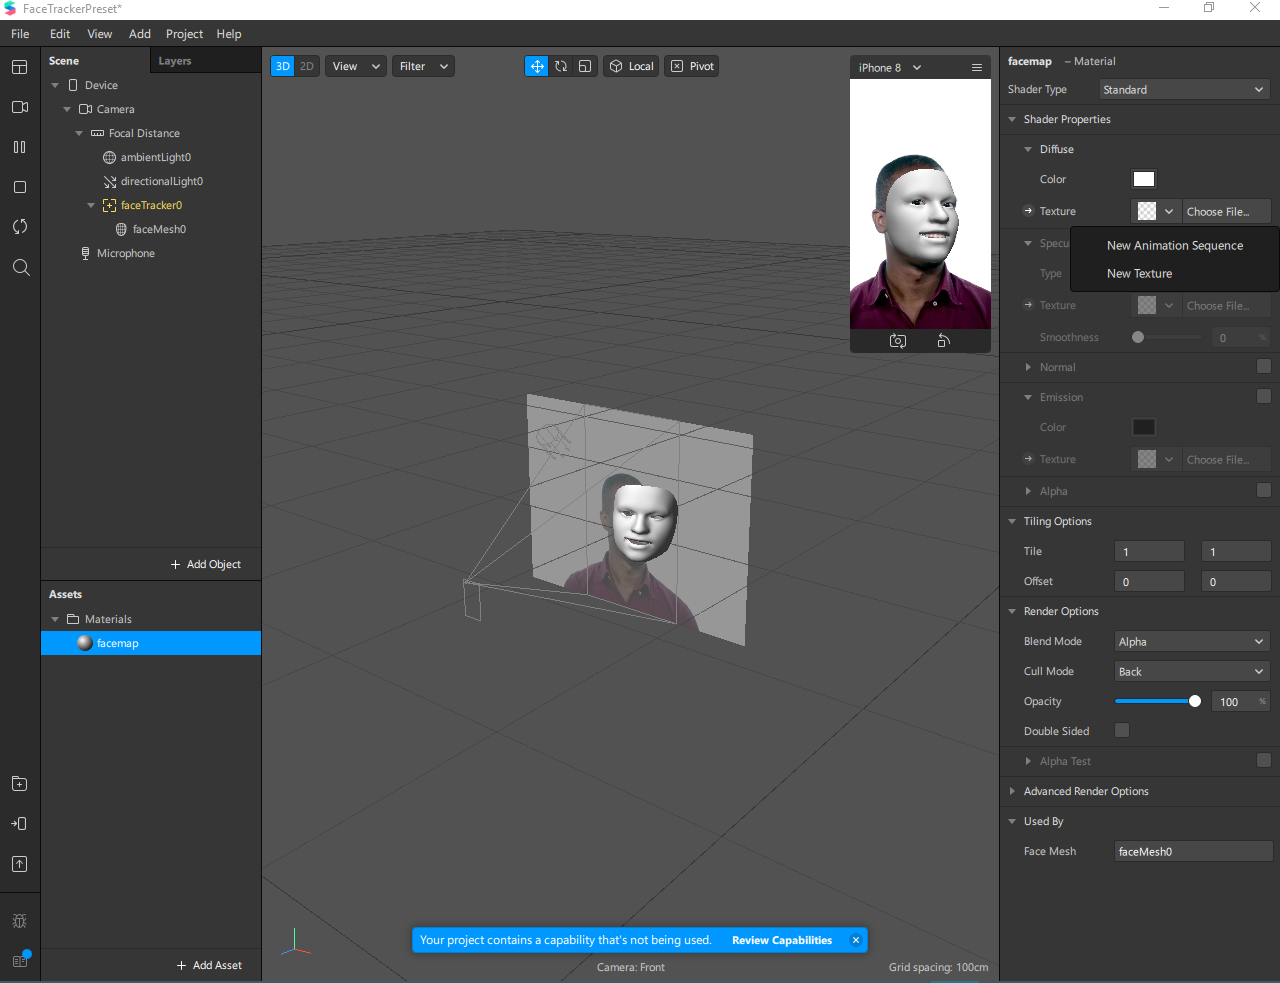 FaceTrackerPreset*
File Edit View Add Project Help
Scene Layers
Device
Camera
Focal Distance
ambientLight0
directionalLight0
faceTracker0
faceMesh0
Microphone
+ Add Object
Assets
Materials
facemap
+ Add Asset
3D 2D View Filter Local Pivot
iPhone 8
Your project contains a capability that's not being used. Review Capabilities
Camera: Front
Grid spacing: 100cm
facemap – Material
Shader Type Standard
Shader Properties
Diffuse
Color
Texture Choose File...
New Animation Sequence
New Texture
Specu
Type
Texture Choose File...
Smoothness 0 %
Normal
Emission
Color
Texture Choose File...
Alpha
Tiling Options
Tile 1 1
Offset 0 0
Render Options
Blend Mode Alpha
Cull Mode Back
Opacity 100 %
Double Sided
Alpha Test
Advanced Render Options
Used By
Face Mesh faceMesh0